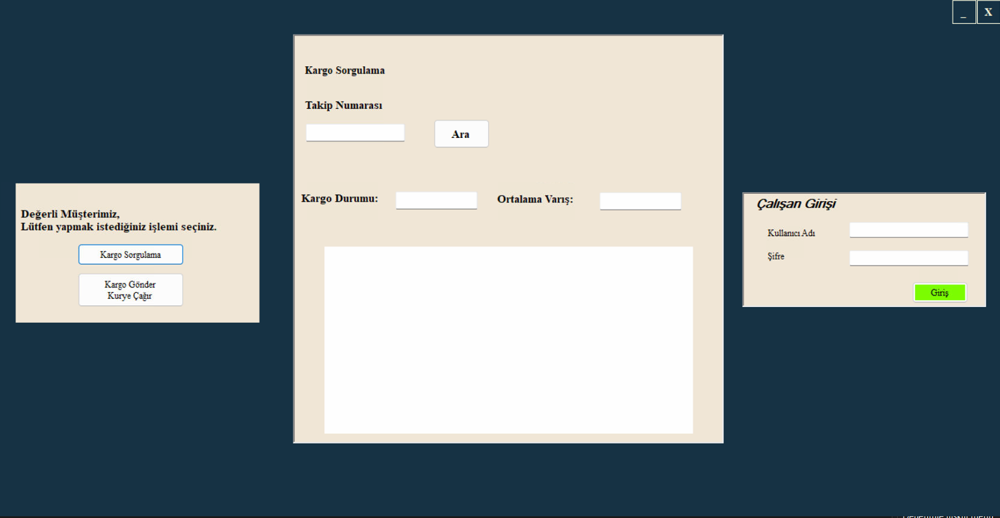 _ X
Kargo Sorgulama
Takip Numarası
Ara
Kargo Durumu:
Ortalama Varış:
Değerli Müşterimiz,
Lütfen yapmak istediğiniz işlemi seçiniz.
Kargo Sorgulama
Kargo Gönder
Kurye Çağır
Çalışan Girişi
Kullanıcı Adı
Şifre
Giriş